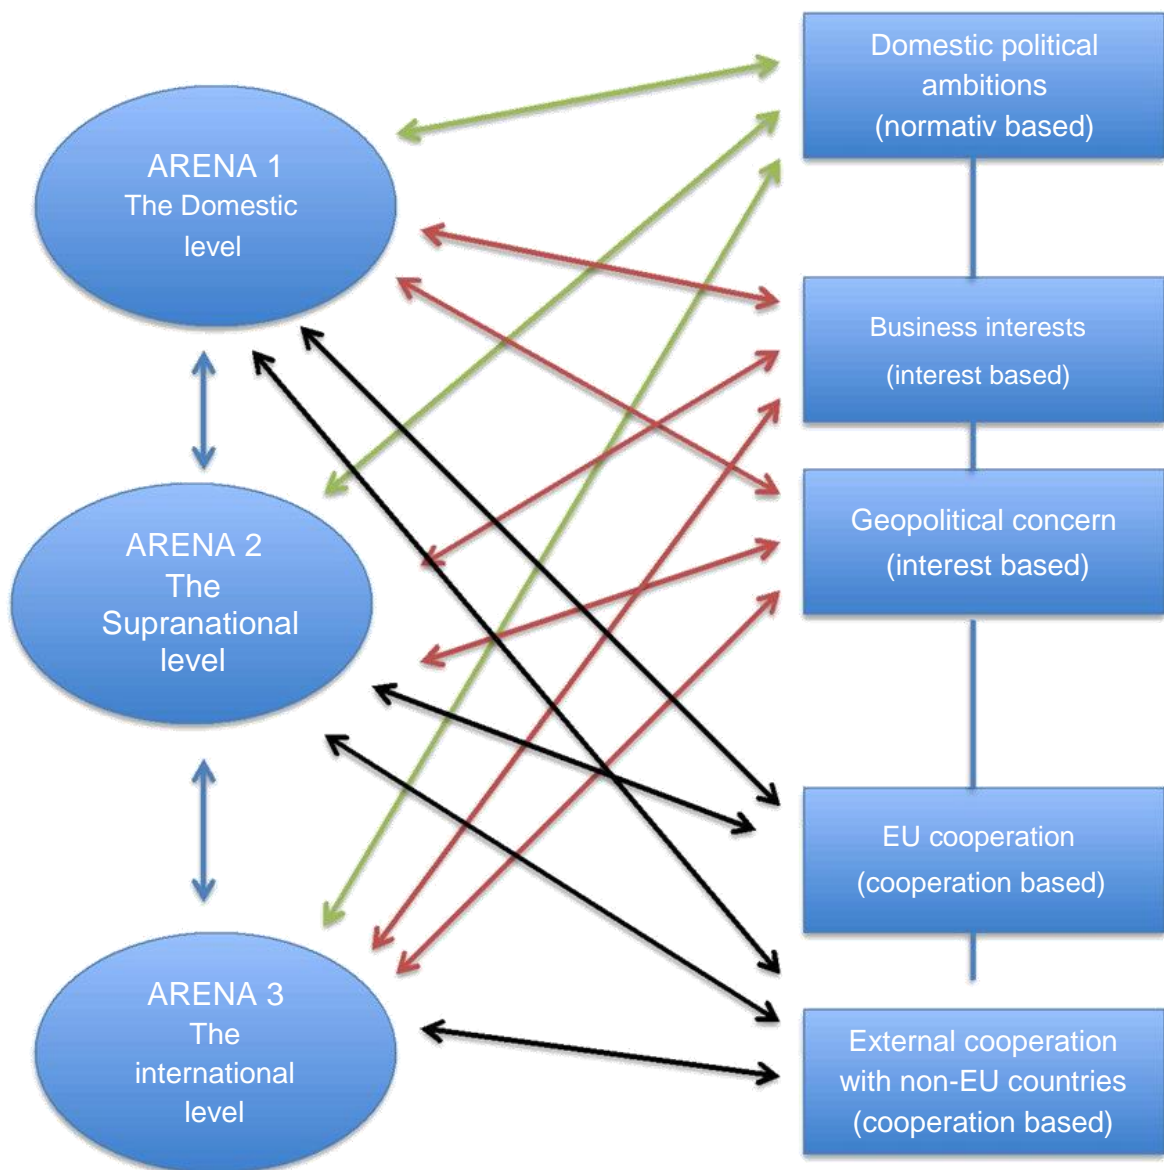 ARENA 1
The Domestic
level
ARENA 2
The
Supranational
level
ARENA 3
The
international
level
Domestic political
ambitions
(normativ based)
Business interests
(interest based)
Geopolitical concern
(interest based)
EU cooperation
(cooperation based)
External cooperation
with non-EU countries
(cooperation based)